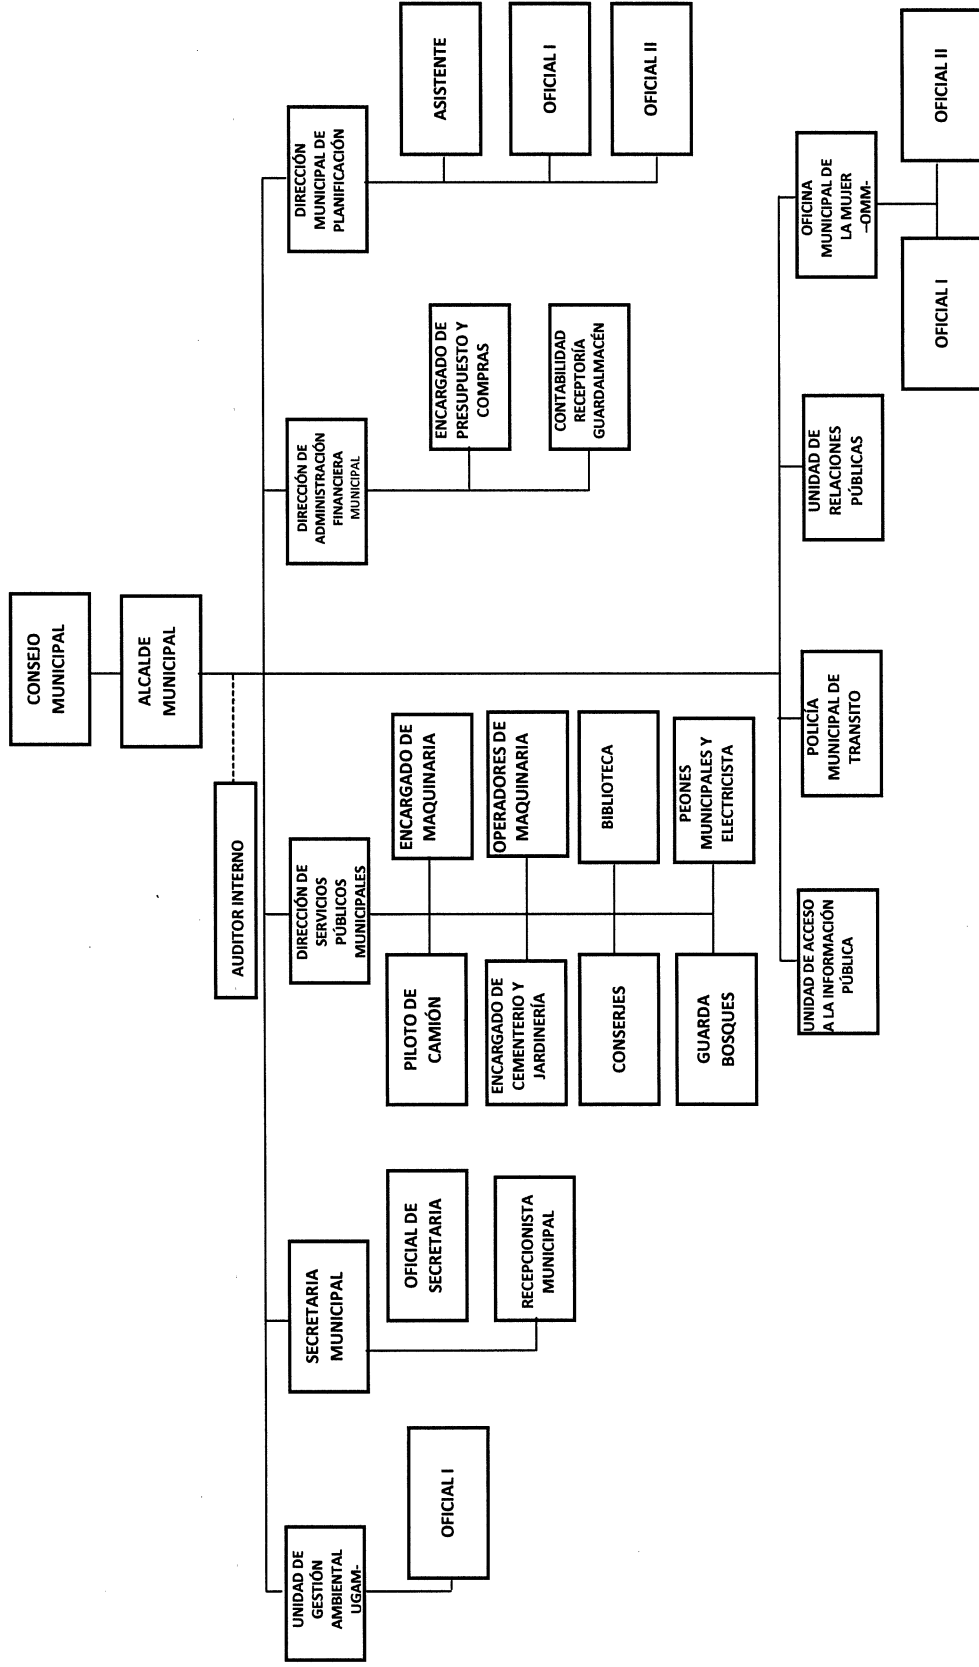 CONSEJO
MUNICIPAL
ALCALDE
MUNICIPAL
AUDITOR INTERNO
UNIDAD DE
GESTIÓN
AMBIENTAL
UGAM-
OFICIAL I
SECRETARIA
MUNICIPAL
OFICIAL DE
SECRETARIA
RECEPCIONISTA
MUNICIPAL
DIRECCIÓN DE
SERVICIOS
PÚBLICOS
MUNICIPALES
PILOTO DE
CAMIÓN
ENCARGADO DE
MAQUINARIA
ENCARGADO DE
CEMENTERIO Y
JARDINERÍA
OPERADORES DE
MAQUINARIA
CONSERJES
BIBLIOTECA
GUARDA
BOSQUES
PEONES
MUNICIPALES Y
ELECTRICISTA
DIRECCIÓN DE
ADMINISTRACIÓN
FINANCIERA
MUNICIPAL
ENCARGADO DE
PRESUPUESTO Y
COMPRAS
CONTABILIDAD
RECEPTORÍA
GUARDALMACÉN
DIRECCIÓN
MUNICIPAL DE
PLANIFICACIÓN
ASISTENTE
OFICIAL I
OFICIAL II
UNIDAD DE ACCESO
A LA INFORMACIÓN
PÚBLICA
POLICÍA
MUNICIPAL DE
TRANSITO
UNIDAD DE
RELACIONES
PÚBLICAS
OFICINA
MUNICIPAL DE
LA MUJER
–OMM-
OFICIAL I
OFICIAL II